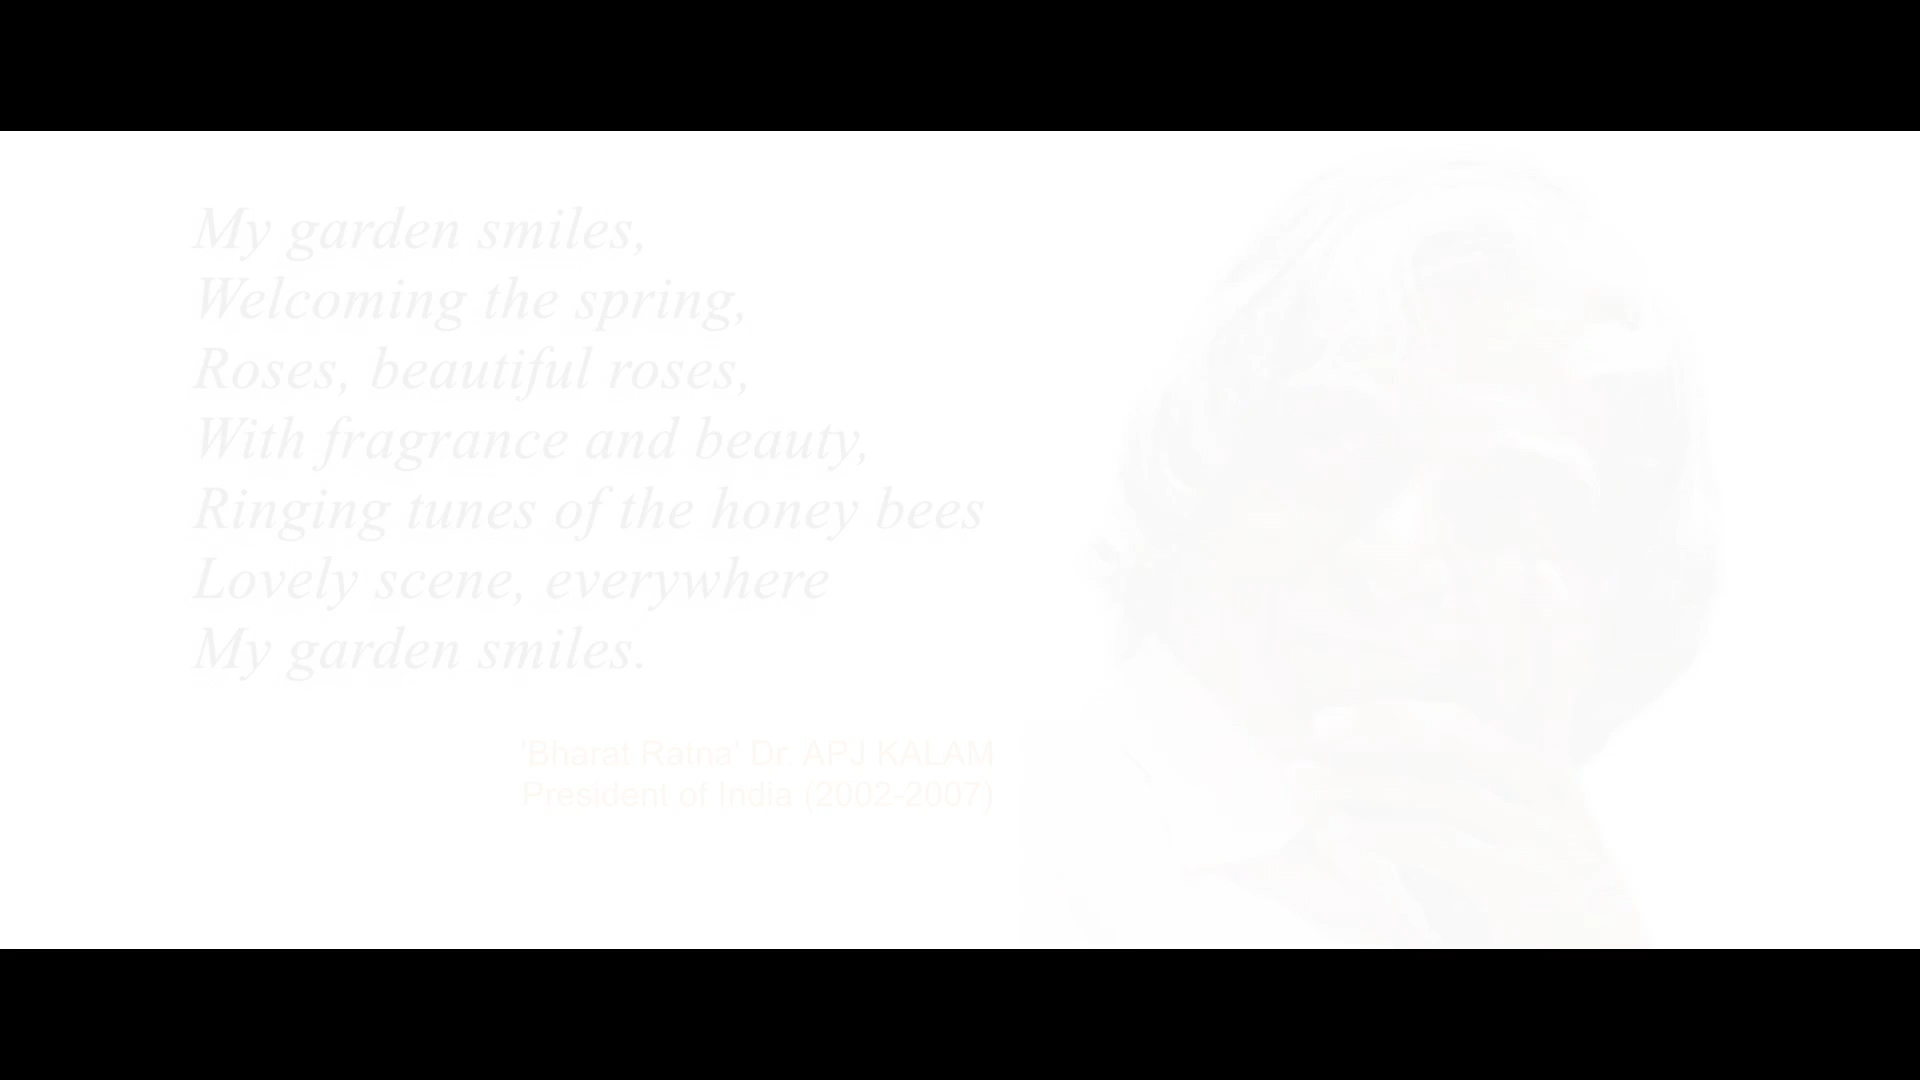 My garden smiles,
Welcoming the spring,
Roses, beautiful roses,
With fragrance and beauty,
Ringing tunes of the honey bees
Lovely scene, everywhere
My garden smiles.
'Bharat Ratna' Dr. APJ KALAM
President of India (2002-2007)